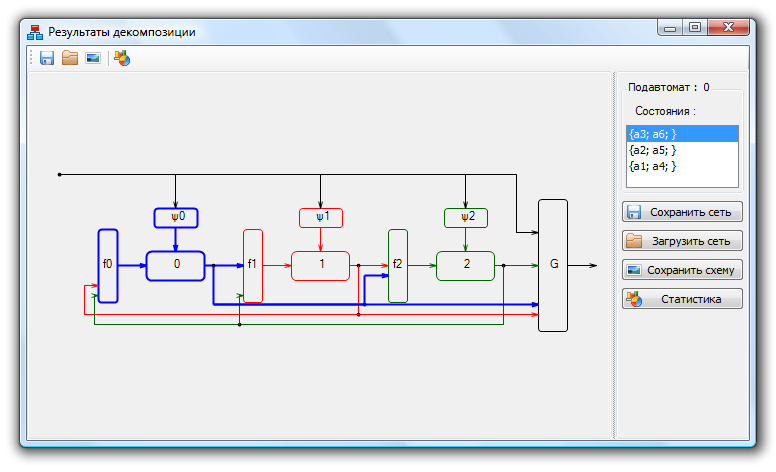 Результаты декомпозиции
Подавтомат : 0
Состояния :
{a3; a6; }
{a2; a5; }
{a1; a4; }
Сохранить сеть
Загрузить сеть
Сохранить схему
Статистика
ψ0 ψ1 ψ2
f0 0 f1 1 f2 2 G